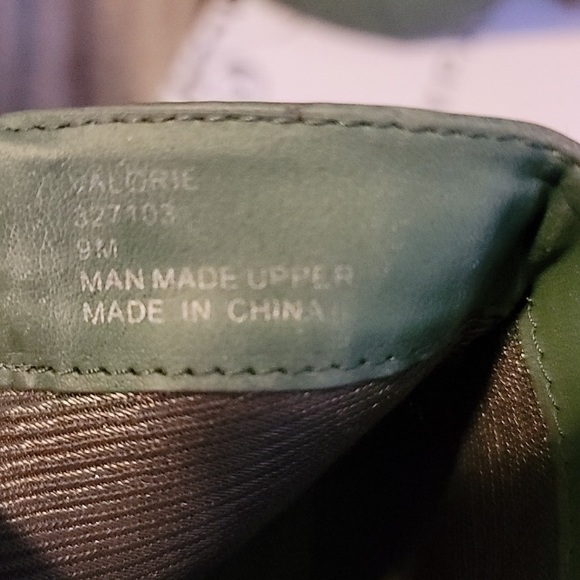 VALORIE
327103
9M
MAN MADE UPPER
MADE IN CHINA